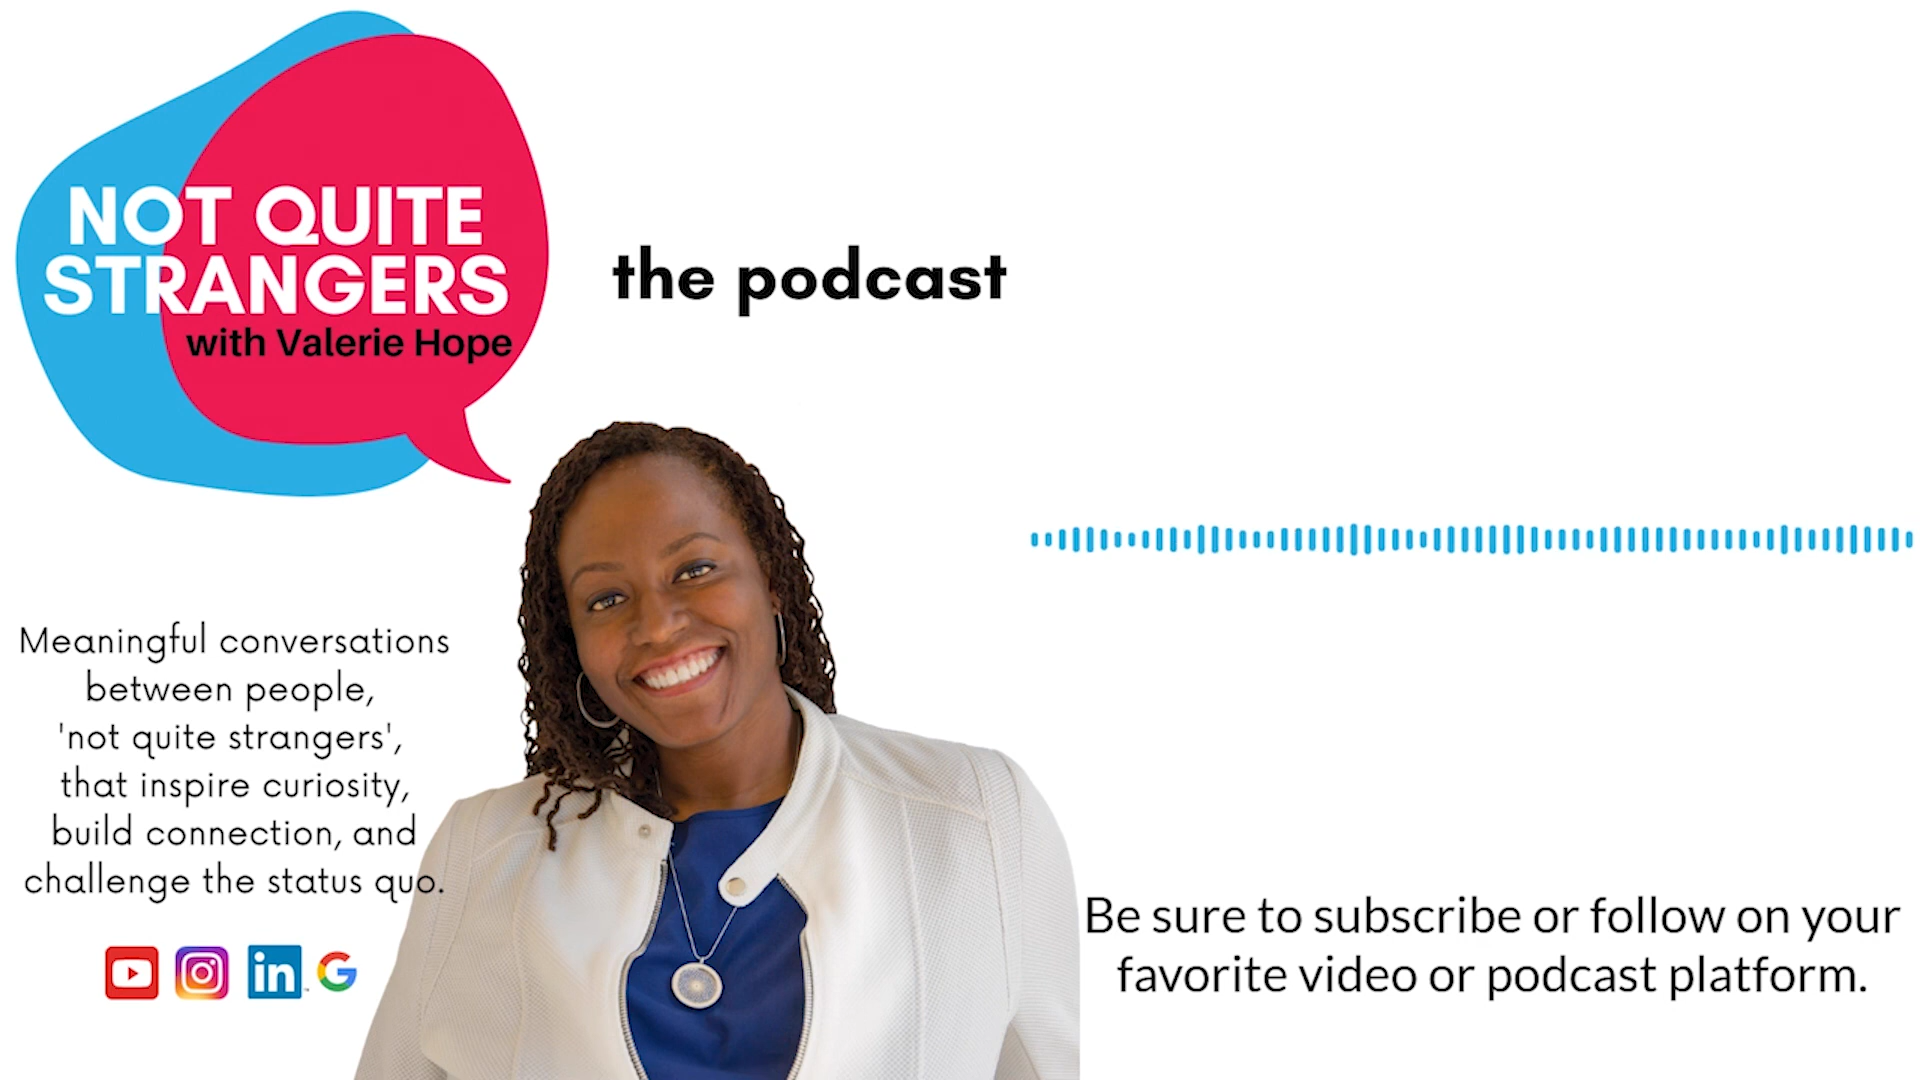 NOT QUITE
STRANGERS
with Valerie Hope
the podcast
Meaningful conversations
between people,
'not quite strangers',
that inspire curiosity,
build connection, and
challenge the status quo.
in
Be sure to subscribe or follow on your
favorite video or podcast platform.